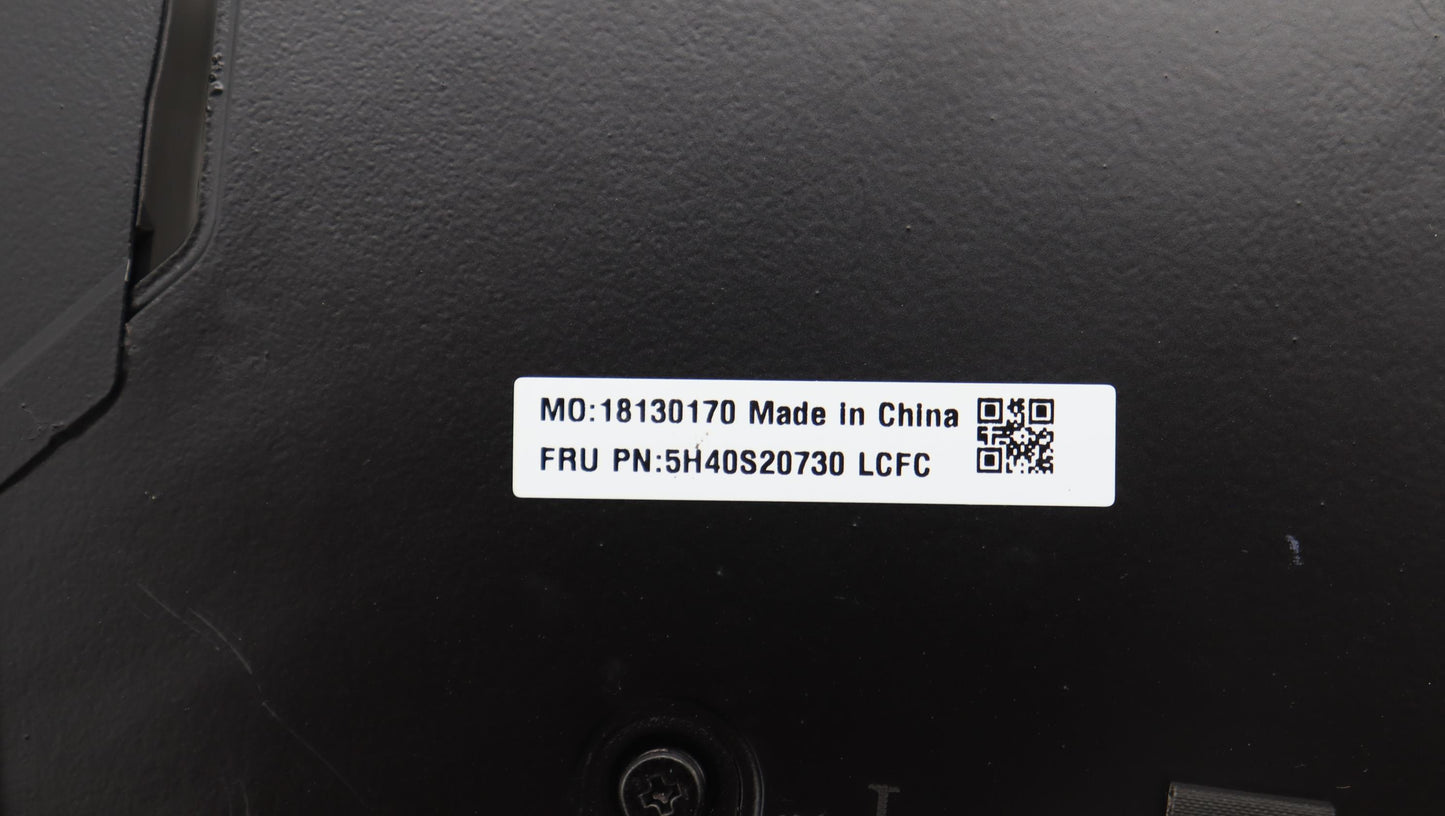 MO:18130170 Made in China
FRU PN:5H40S20730 LCFC